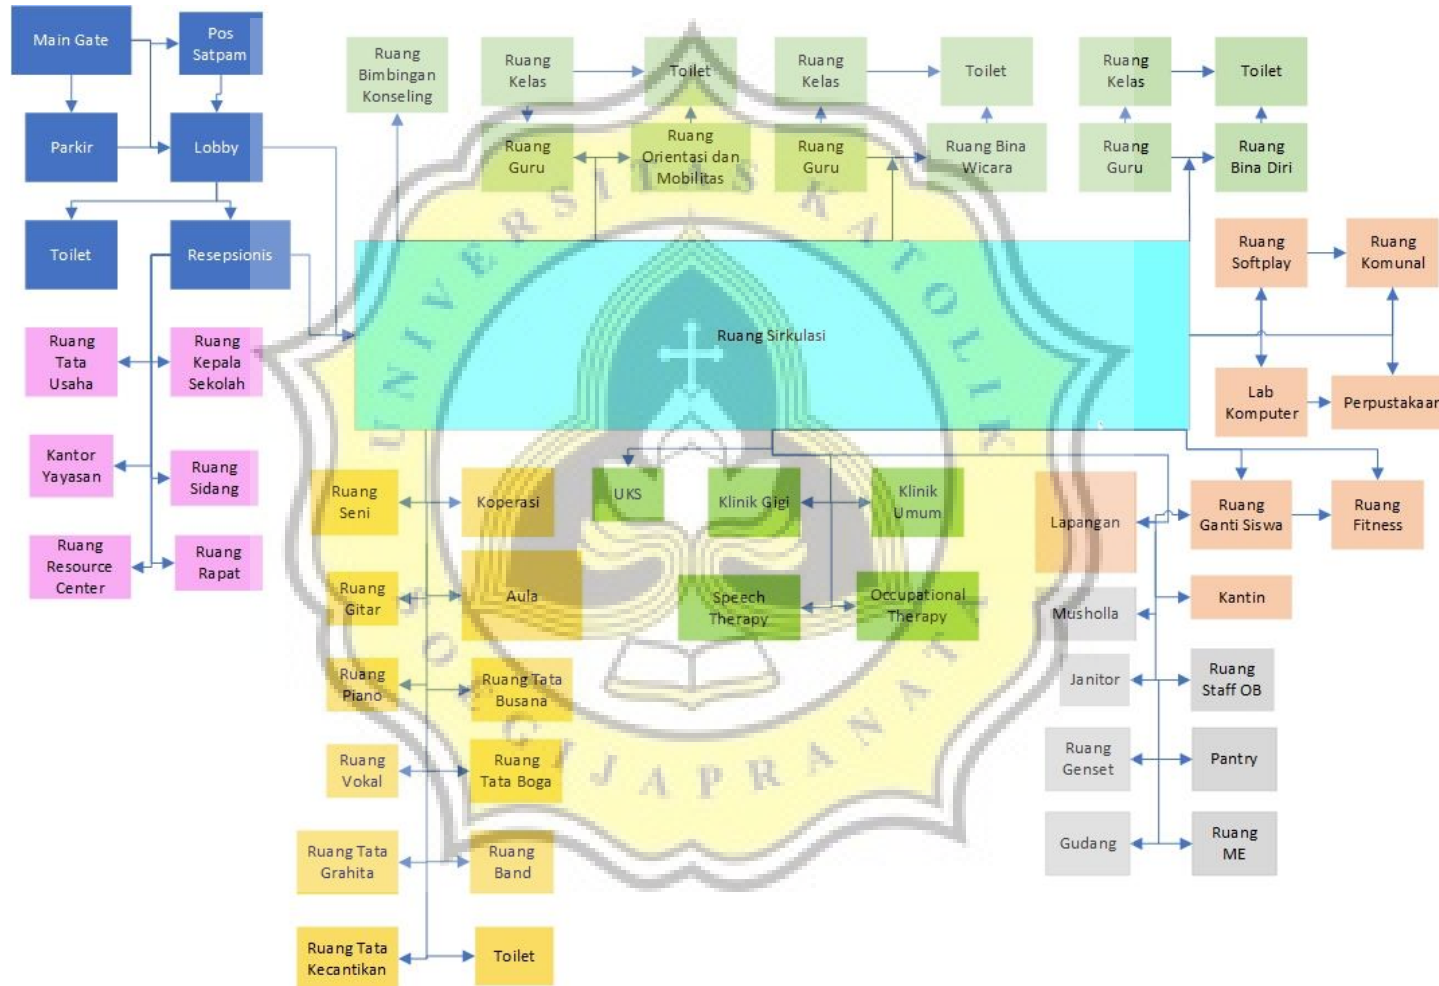 Main Gate
Pos
Satpam
Parkir
Lobby
Toilet
Resepsionis
Ruang
Bimbingan
Konseling
Ruang
Kelas
Toilet
Ruang
Guru
Ruang
Orientasi dan
Mobilitas
Ruang
Kelas
Toilet
Ruang
Guru
Ruang Bina
Wicara
Ruang
Kelas
Toilet
Ruang
Guru
Ruang
Bina Diri
Ruang
Softplay
Ruang
Komunal
Lab
Komputer
Perpustakaan
Ruang Sirkulasi
Ruang
Tata
Usaha
Ruang
Kepala
Sekolah
Kantor
Yayasan
Ruang
Sidang
Ruang
Resource
Center
Ruang
Rapat
Ruang
Seni
Koperasi
Ruang
Gitar
Aula
Ruang
Piano
Ruang Tata
Busana
Ruang
Vokal
Ruang
Tata Boga
Ruang Tata
Grahita
Ruang
Band
Ruang Tata
Kecantikan
Toilet
UKS
Klinik Gigi
Klinik
Umum
Speech
Therapy
Occupational
Therapy
Lapangan
Ruang
Ganti Siswa
Ruang
Fitness
Kantin
Musholla
Janitor
Ruang
Staff OB
Ruang
Genset
Pantry
Gudang
Ruang
ME
UNIVERSITAS KATOLIK
SOEGIJAPRANATA